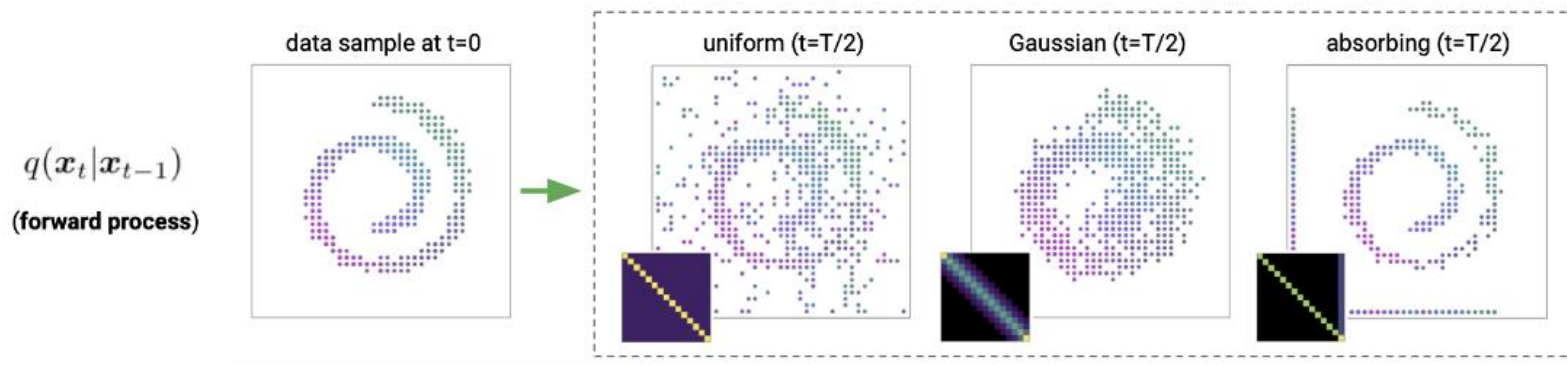 data sample at t=0
uniform (t=T/2)
Gaussian (t=T/2)
absorbing (t=T/2)
q(x_t|x_{t-1})
(forward process)